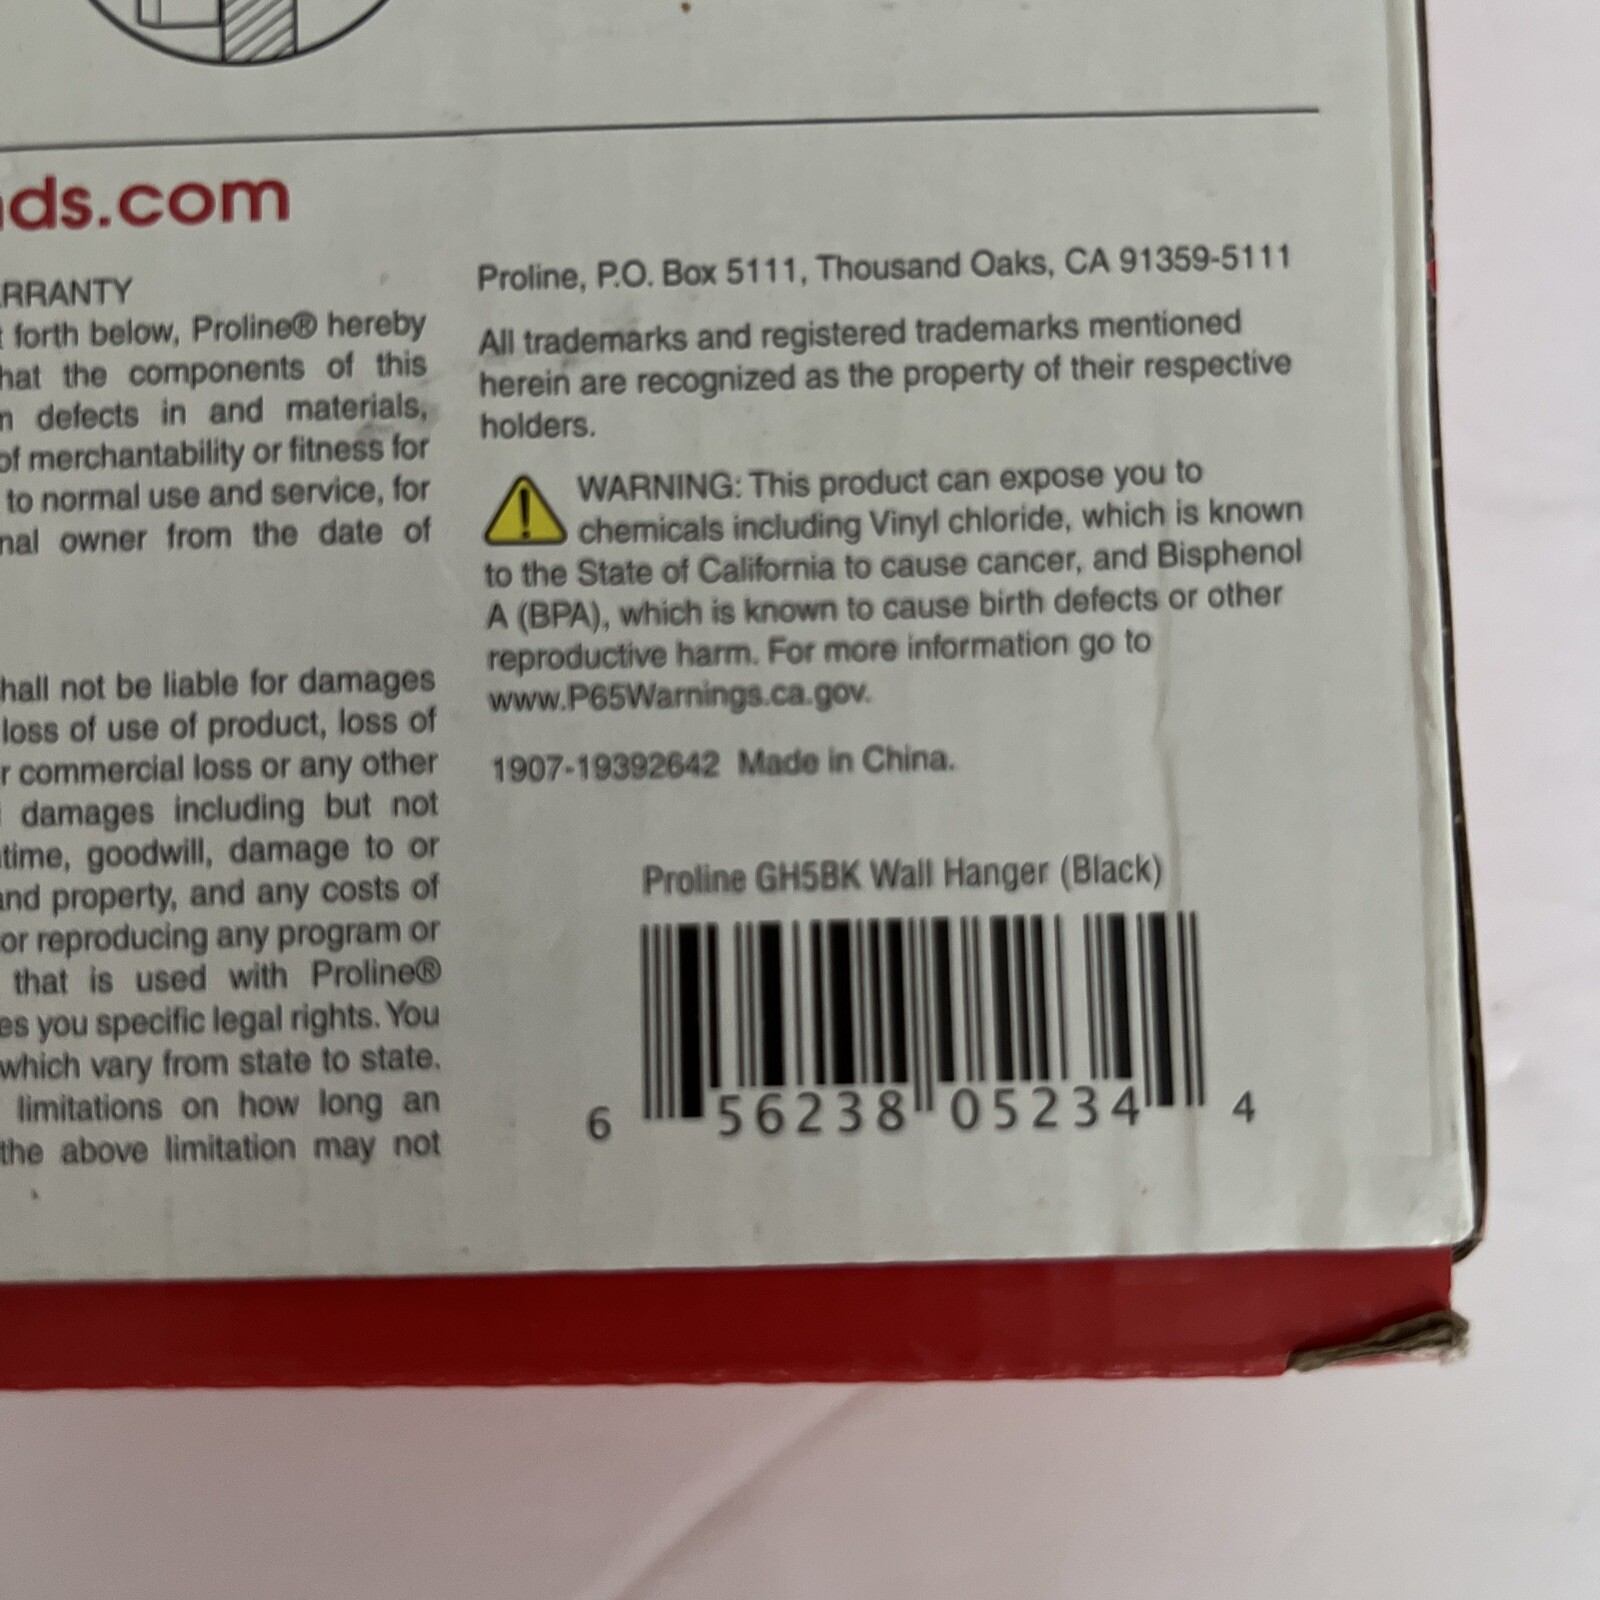 ds.com
RRANTY
forth below, Proline® hereby
hat the components of this
defects in and materials,
of merchantability or fitness for
to normal use and service, for
nal owner from the date of
hall not be liable for damages
loss of use of product, loss of
r commercial loss or any other
damages including but not
time, goodwill, damage to or
and property, and any costs of
or reproducing any program or
that is used with Proline®
es you specific legal rights. You
which vary from state to state.
limitations on how long an
the above limitation may not
Proline, P.O. Box 5111, Thousand Oaks, CA 91359-5111
All trademarks and registered trademarks mentioned
herein are recognized as the property of their respective
holders.
WARNING: This product can expose you to
chemicals including Vinyl chloride, which is known
to the State of California to cause cancer, and Bisphenol
A (BPA), which is known to cause birth defects or other
reproductive harm. For more information go to
www.P65Warnings.ca.gov.
1907-19392642 Made in China.
Proline GH5BK Wall Hanger (Black)
6 56238 05234 4